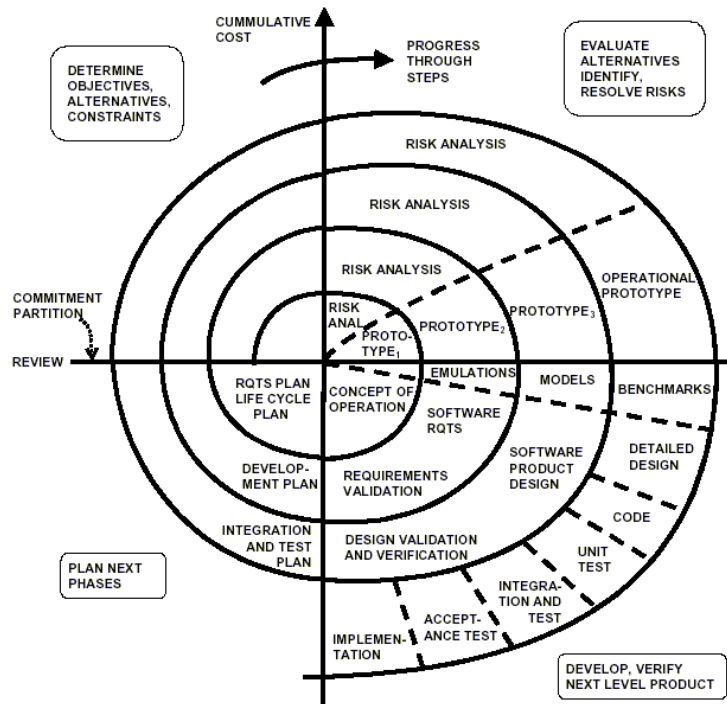 CUMMULATIVE
COST
DETERMINE
OBJECTIVES,
ALTERNATIVES,
CONSTRAINTS
PROGRESS
THROUGH
STEPS
EVALUATE
ALTERNATIVES
IDENTIFY,
RESOLVE RISKS
RISK ANALYSIS
RISK ANALYSIS
RISK ANALYSIS
RISK
ANAL.
PROTO-
TYPE1
PROTOTYPE2
PROTOTYPE3
OPERATIONAL
PROTOTYPE
COMMITMENT
PARTITION
REVIEW
RQTS PLAN
LIFE CYCLE
PLAN
CONCEPT OF
OPERATION
EMULATIONS
MODELS
BENCHMARKS
SOFTWARE
RQTS
SOFTWARE
PRODUCT
DESIGN
DETAILED
DESIGN
DEVELOP-
MENT PLAN
REQUIREMENTS
VALIDATION
CODE
INTEGRATION
AND TEST
PLAN
DESIGN VALIDATION
AND VERIFICATION
UNIT
TEST
PLAN NEXT
PHASES
INTEGRA-
TION AND
TEST
ACCEPT-
ANCE TEST
IMPLEMEN-
TATION
DEVELOP, VERIFY
NEXT LEVEL PRODUCT